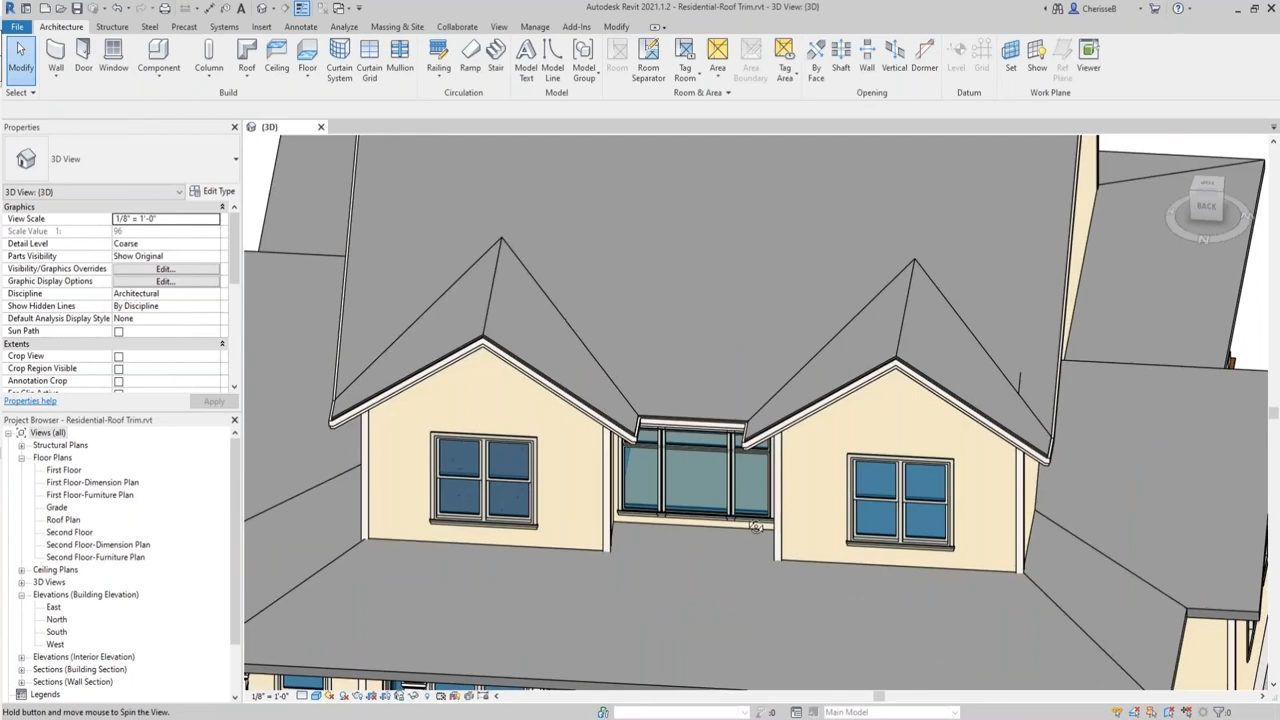 Autodesk Revit 2021.1.2 - Residential-Roof Trim.rvt - 3D View: {3D}
CherisseB
File Architecture Structure Steel Precast Systems Insert Annotate Analyze Massing & Site Collaborate View Manage Add-Ins Modify
Modify Wall Door Window Component Column Roof Ceiling Floor Curtain System Curtain Grid Mullion Railing Ramp Stair Model Text Model Line Model Group Room Room Separator Tag Room Area Area Boundary Tag Area By Face Shaft Wall Vertical Dormer Level Grid Set Show Ref Plane Viewer
Select Build Circulation Model Room & Area Opening Datum Work Plane
Properties
{3D}
3D View
3D View: {3D} Edit Type
Graphics
View Scale 1/8" = 1'-0"
Scale Value 1: 96
Detail Level Coarse
Parts Visibility Show Original
Visibility/Graphics Overrides Edit...
Graphic Display Options Edit...
Discipline Architectural
Show Hidden Lines By Discipline
Default Analysis Display Style None
Sun Path
Extents
Crop View
Crop Region Visible
Annotation Crop
Properties help Apply
Project Browser - Residential-Roof Trim.rvt
Views (all)
Structural Plans
Floor Plans
First Floor
First Floor-Dimension Plan
First Floor-Furniture Plan
Grade
Roof Plan
Second Floor
Second Floor-Dimension Plan
Second Floor-Furniture Plan
Ceiling Plans
3D Views
Elevations (Building Elevation)
East
North
South
West
Elevations (Interior Elevation)
Sections (Building Section)
Sections (Wall Section)
Legends
BACK
N
1/8" = 1'-0"
Hold button and move mouse to Spin the View.
:0 Main Model :0